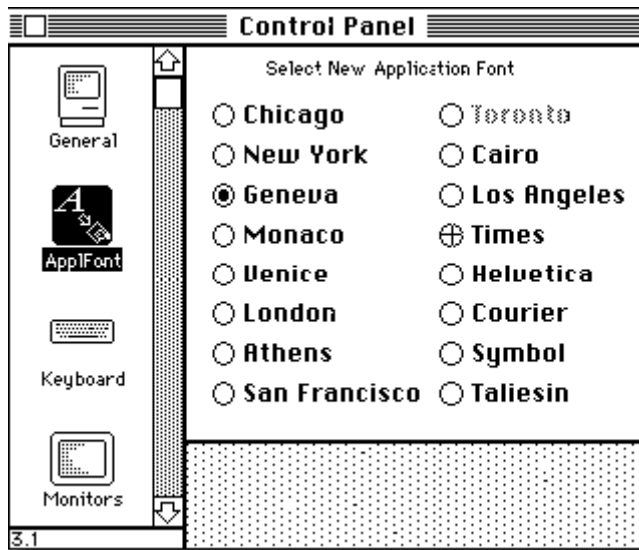 Control Panel
General
ApplFont
Keyboard
Monitors
3.1
Select New Application Font
Chicago
Toronto
New York
Cairo
Geneva
Los Angeles
Monaco
Times
Venice
Helvetica
London
Courier
Athens
Symbol
San Francisco
Taliesin